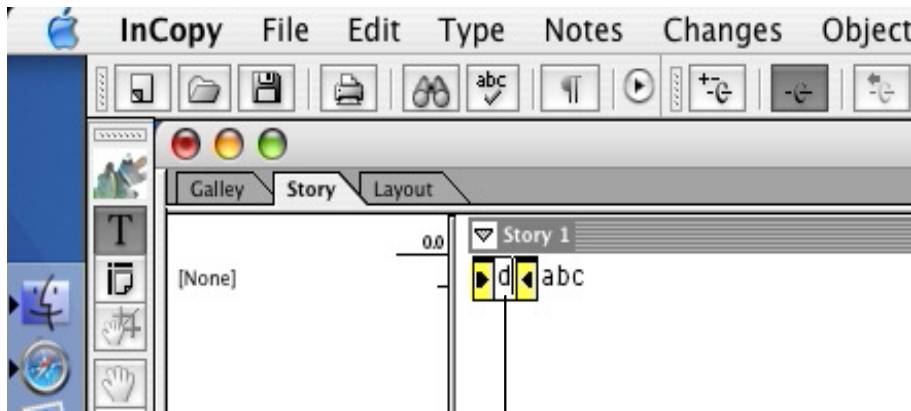 InCopy File Edit Type Notes Changes Object
abc
Galley Story Layout
T
0.0 Story 1
[None] d abc